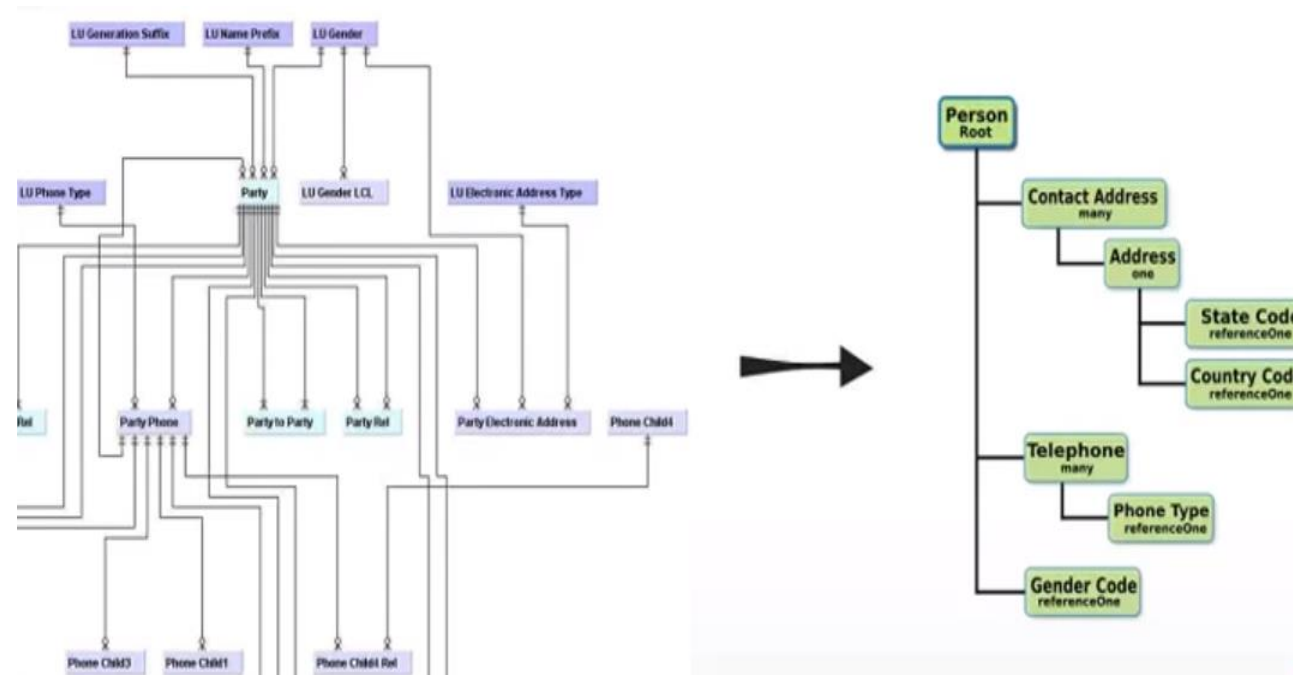 LU Generation Suffix
LU Name Prefix
LU Gender
LU Phone Type
Party
LU Gender LCL
LU Electronic Address Type
Rel
Party Phone
Party to Party
Party Rel
Party Electronic Address
Phone Child4
Phone Child3
Phone Child1
Phone Child4 Rel
Person
Root
Contact Address
many
Address
one
State Code
referenceOne
Country Code
referenceOne
Telephone
many
Phone Type
referenceOne
Gender Code
referenceOne